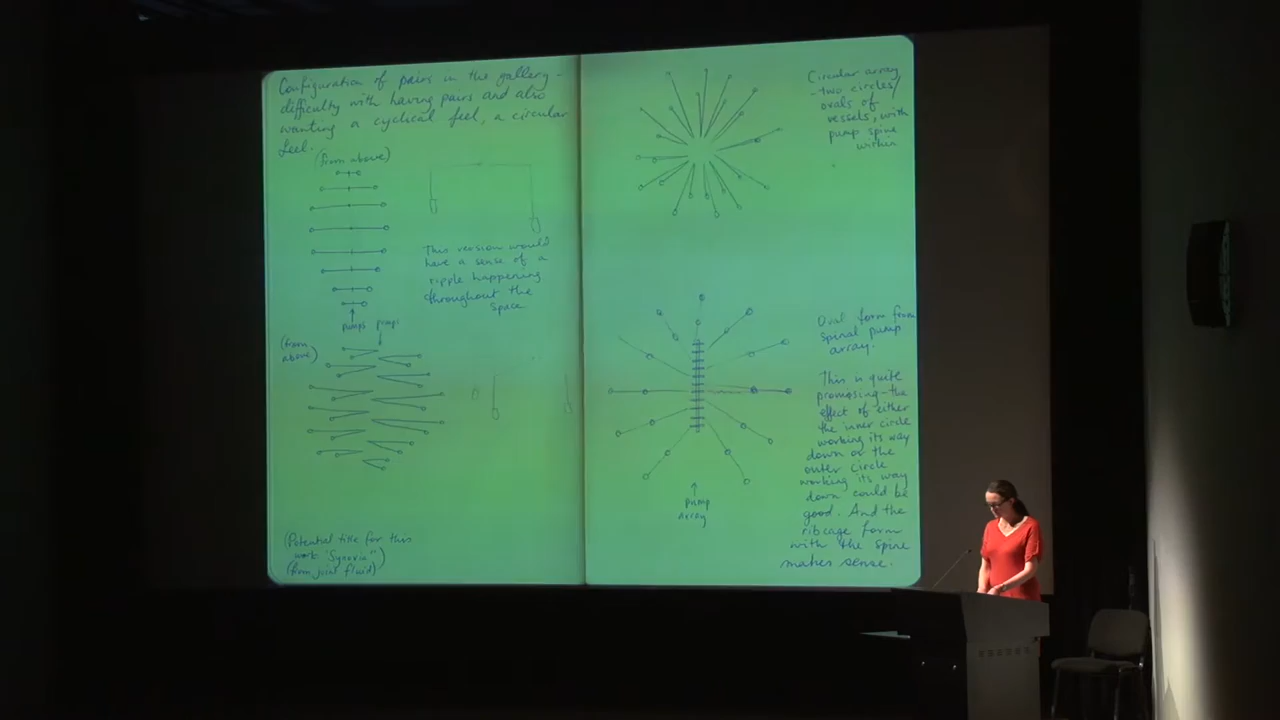 Configuration of pairs in the gallery -
difficulty with having pairs and also
wanting a cyclical feel, a circular
feel.
(from above)
This version would
have a sense of a
ripple happening
throughout the
space
pumps pumps
(from
above)
(Potential title for this
work "Synovia")
(from joint fluid)
Circular array
- two circles/
ovals of
vessels, with
pump spine
within
Oval form from
spinal pump
array.
This is quite
promising - the
effect of either
the inner circle
working its way
down or the
outer circle
working its way
down could be
good. And the
ribcage form
with the spine
makes sense.
pump
array